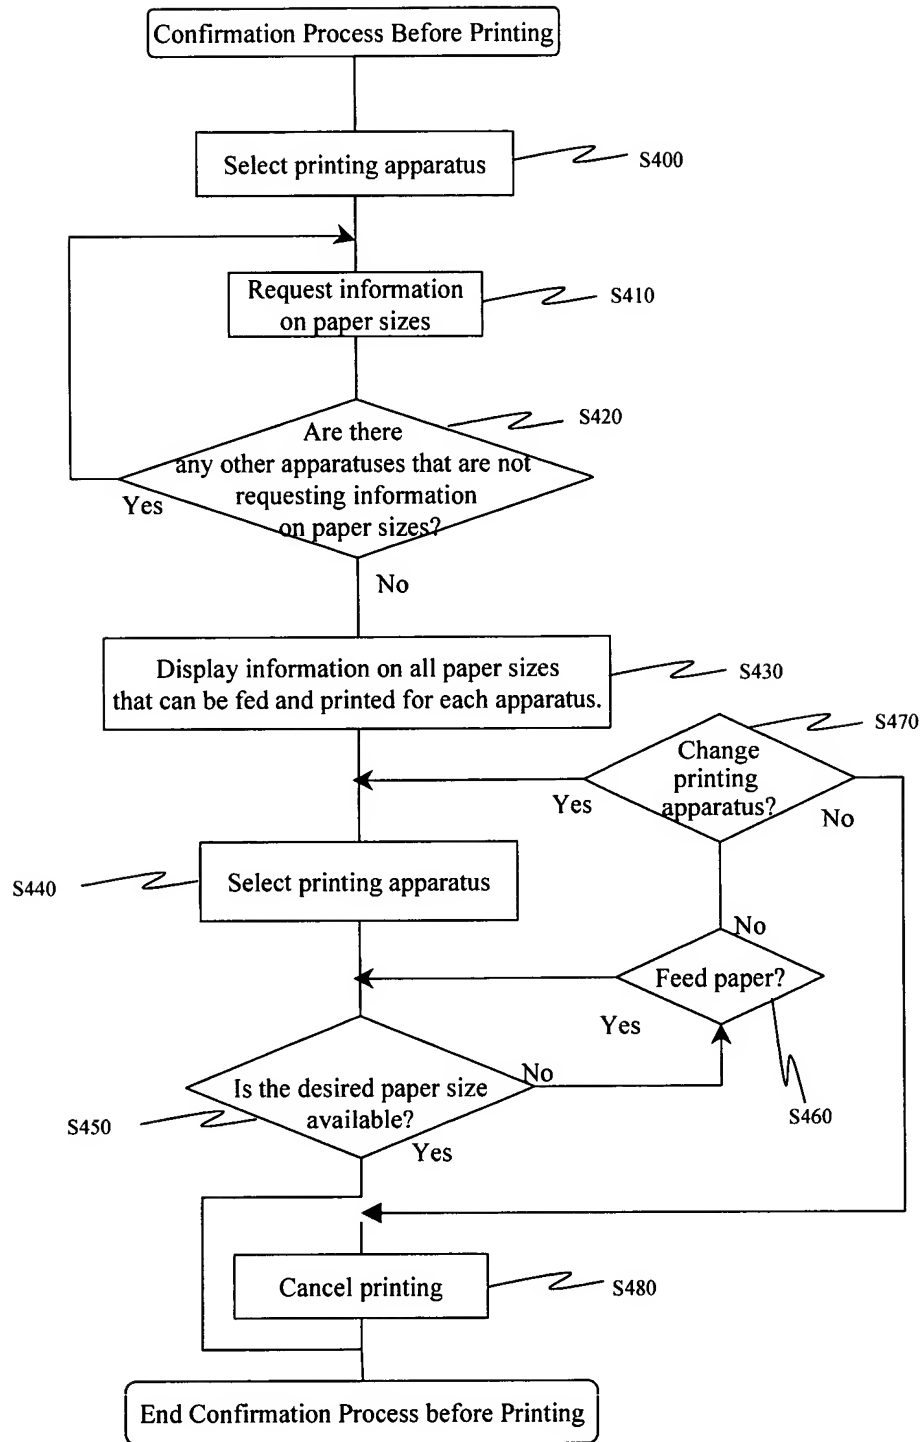 Confirmation Process Before Printing
Select printing apparatus
S400
Request information
on paper sizes
S410
S420
Are there
any other apparatuses that are not
requesting information
on paper sizes?
Yes
No
Display information on all paper sizes
that can be fed and printed for each apparatus.
S430
S470
Change
printing
apparatus?
Yes
No
S440
Select printing apparatus
No
Feed paper?
Yes
No
Is the desired paper size
available?
S450
S460
Yes
Cancel printing
S480
End Confirmation Process before Printing